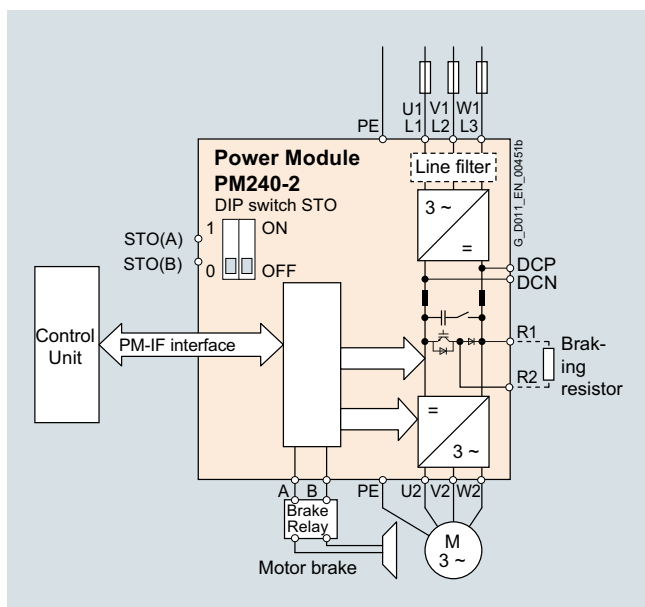 U1 V1 W1
PE L1 L2 L3
Power Module
PM240-2
DIP switch STO
Line filter
G_D011_EN_00451b
1 ON
STO(A)
STO(B)
0 OFF
3 ~
=
DCP
DCN
Control
Unit
PM-IF interface
R1
R2
Brak-
ing
resistor
=
3 ~
A B PE U2 V2 W2
Brake
Relay
Motor brake
M
3 ~